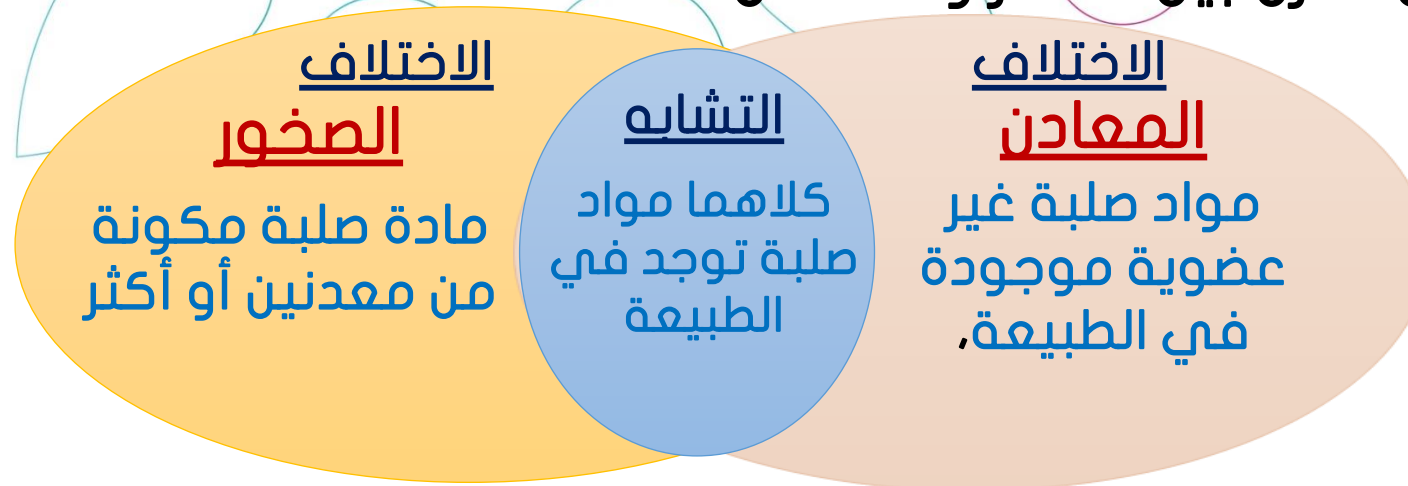 الاختلاف
المعادن
مواد صلبة غير
عضوية موجودة
في الطبيعة,
التشابه
كلاهما مواد
صلبة توجد في
الطبيعة
الاختلاف
الصخور
مادة صلبة مكونة
من معدنين أو أكثر